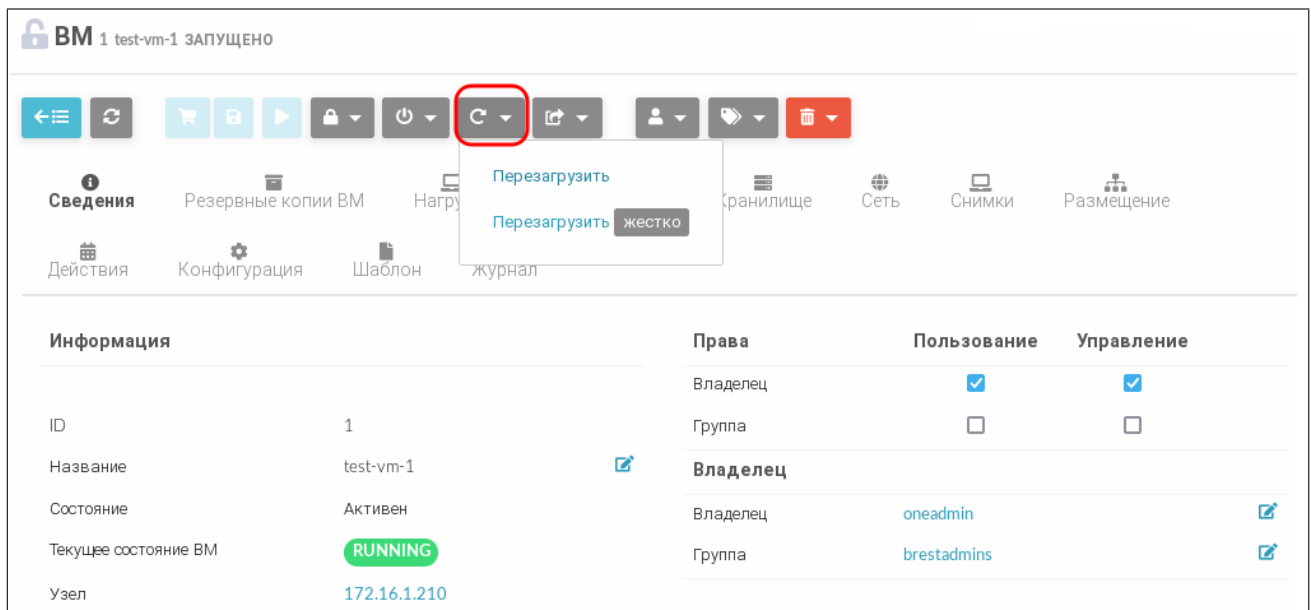 ВМ 1 test-vm-1 ЗАПУЩЕНО
Перезагрузить
Перезагрузить жестко
Сведения Резервные копии ВМ Сеть Снимки Размещение
Действия Конфигурация Шаблон Журнал
Информация
ID 1
Название test-vm-1
Состояние Активен
Текущее состояние ВМ RUNNING
Узел 172.16.1.210
Права Пользование Управление
Владелец
Группа
Владелец
Владелец oneadmin
Группа brestadmins